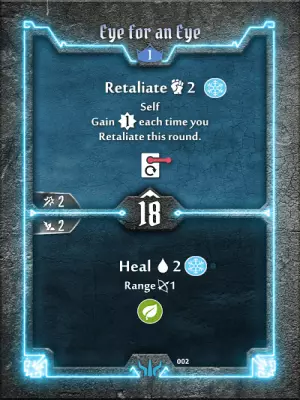 Eye for an Eye
1
Retaliate 2
Self
Gain 1 each time you
Retaliate this round.
2
18
2
Heal 2
Range 1
002